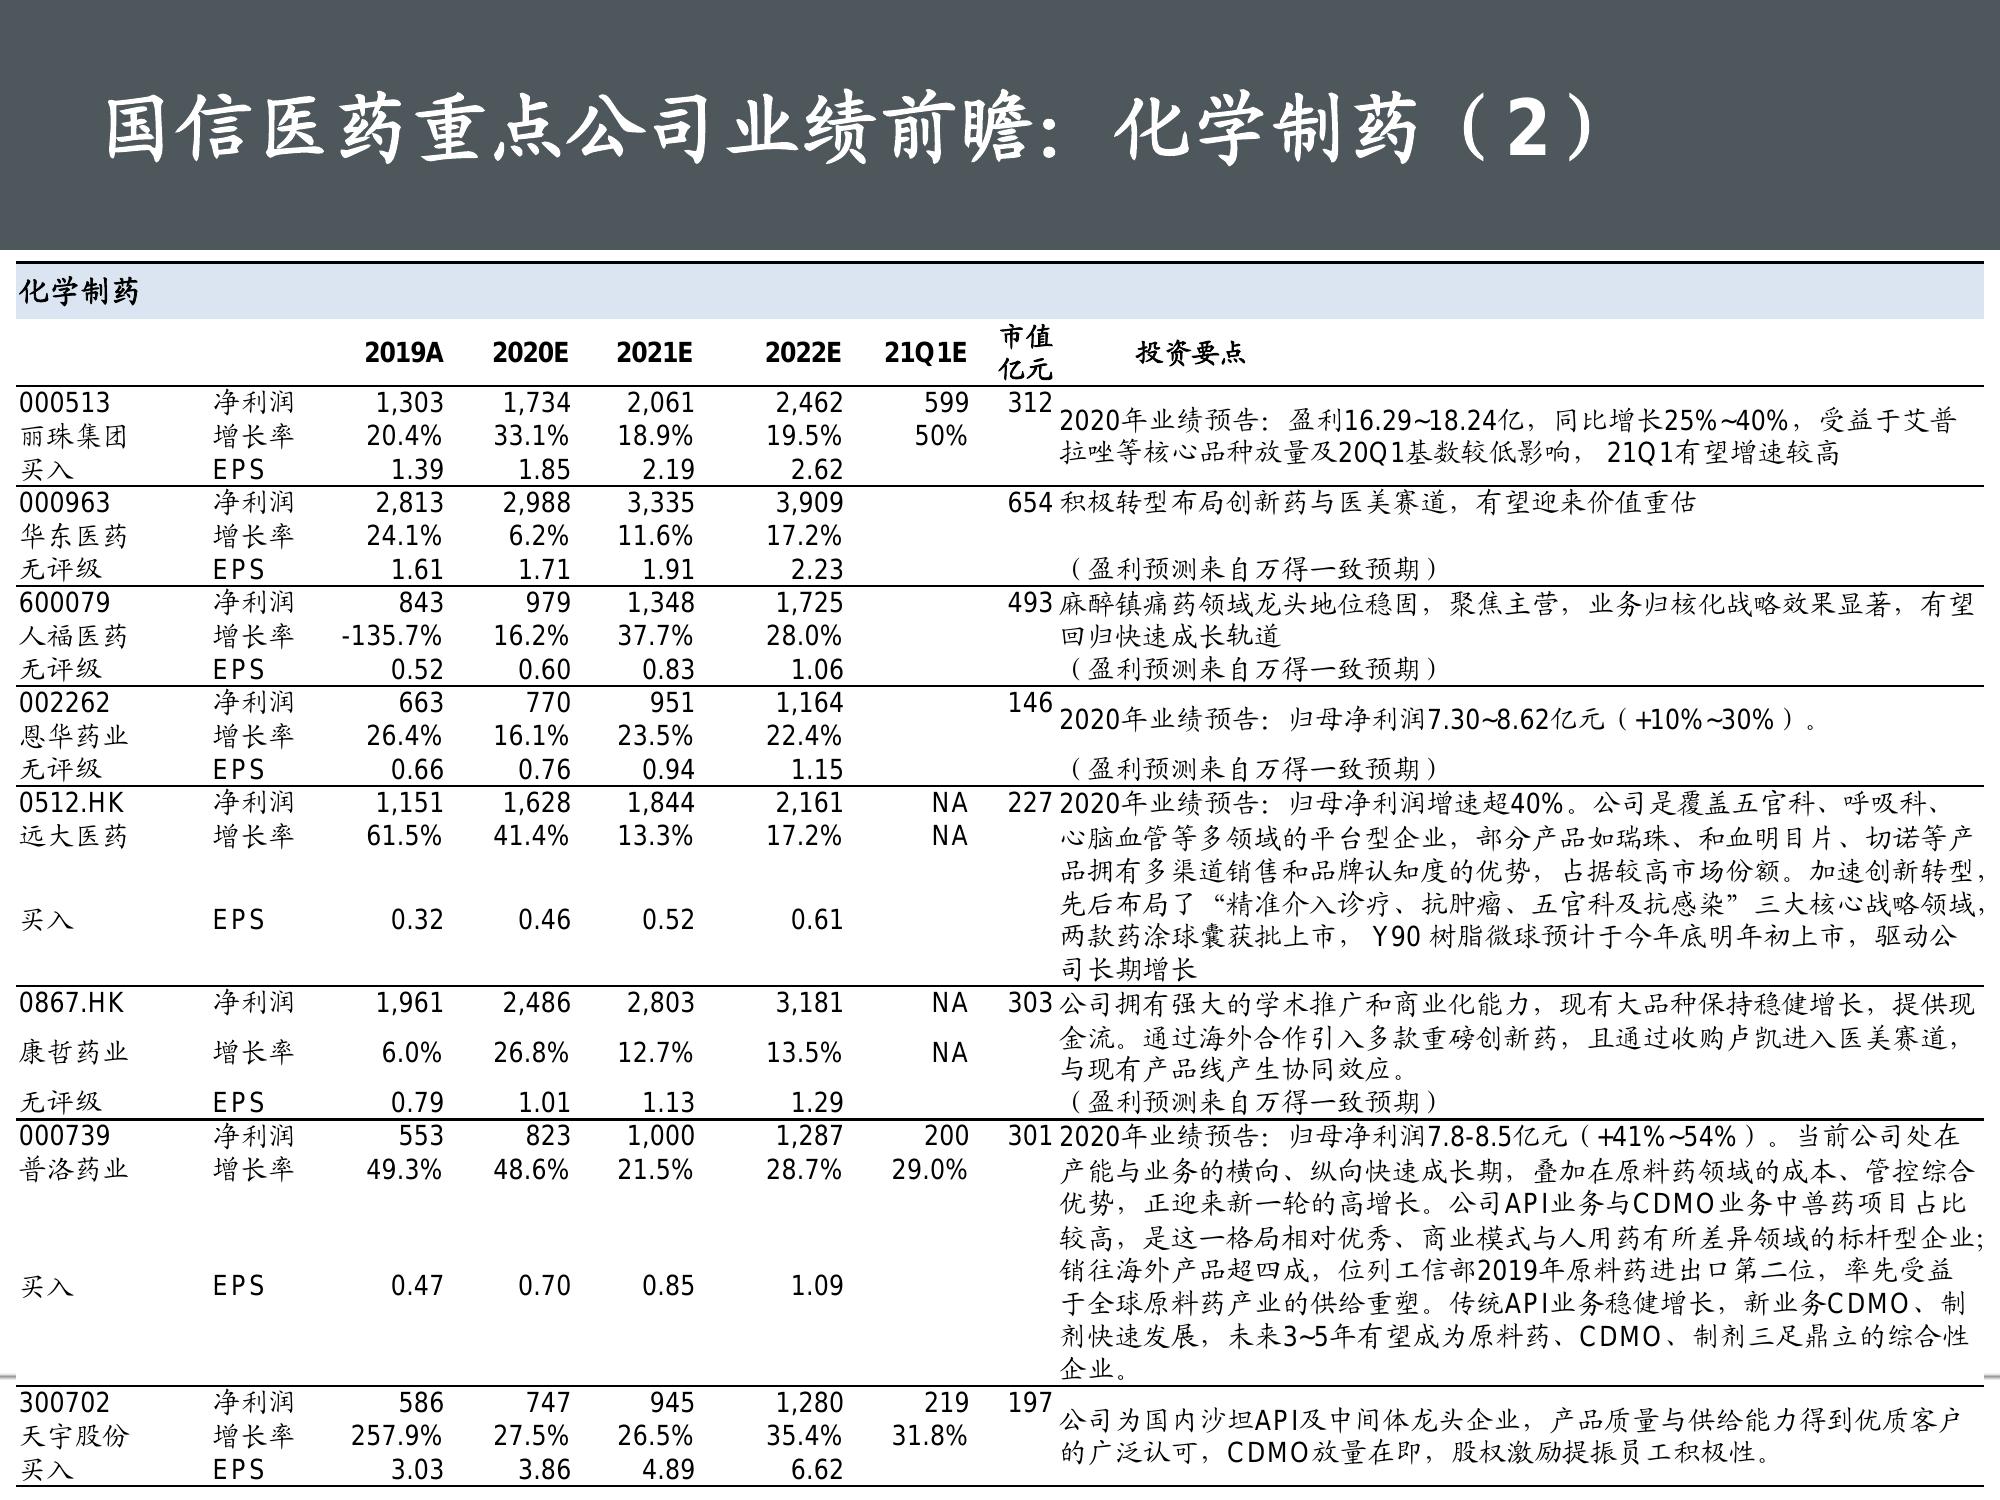 国信医药重点公司业绩前瞻：化学制药（2）
化学制药
2019A 2020E 2021E 2022E 21Q1E 市值 投资要点
亿元
000513 净利润 1,303 1,734 2,061 2,462 599 312
丽珠集团 增长率 20.4% 33.1% 18.9% 19.5% 50%
买入 EPS 1.39 1.85 2.19 2.62
2020年业绩预告：盈利16.29~18.24亿，同比增长25%~40%，受益于艾普
拉唑等核心品种放量及20Q1基数较低影响， 21Q1有望增速较高
000963 净利润 2,813 2,988 3,335 3,909 654 积极转型布局创新药与医美赛道，有望迎来价值重估
华东医药 增长率 24.1% 6.2% 11.6% 17.2%
无评级 EPS 1.61 1.71 1.91 2.23 （盈利预测来自万得一致预期）
600079 净利润 843 979 1,348 1,725 493 麻醉镇痛药领域龙头地位稳固，聚焦主营，业务归核化战略效果显著，有望
人福医药 增长率 -135.7% 16.2% 37.7% 28.0% 回归快速成长轨道
无评级 EPS 0.52 0.60 0.83 1.06 （盈利预测来自万得一致预期）
002262 净利润 663 770 951 1,164 146
2020年业绩预告：归母净利润7.30~8.62亿元（+10%~30%）。
恩华药业 增长率 26.4% 16.1% 23.5% 22.4%
无评级 EPS 0.66 0.76 0.94 1.15 （盈利预测来自万得一致预期）
0512.HK 净利润 1,151 1,628 1,844 2,161 NA 227 2020年业绩预告：归母净利润增速超40%。公司是覆盖五官科、呼吸科、
远大医药 增长率 61.5% 41.4% 13.3% 17.2% NA 心脑血管等多领域的平台型企业，部分产品如瑞珠、和血明目片、切诺等产
品拥有多渠道销售和品牌认知度的优势，占据较高市场份额。加速创新转型，
买入 EPS 0.32 0.46 0.52 0.61 先后布局了“精准介入诊疗、抗肿瘤、五官科及抗感染”三大核心战略领域，
两款药涂球囊获批上市， Y90 树脂微球预计于今年底明年初上市，驱动公
司长期增长
0867.HK 净利润 1,961 2,486 2,803 3,181 NA 303 公司拥有强大的学术推广和商业化能力，现有大品种保持稳健增长，提供现
康哲药业 增长率 6.0% 26.8% 12.7% 13.5% NA 金流。通过海外合作引入多款重磅创新药，且通过收购卢凯进入医美赛道，
与现有产品线产生协同效应。
无评级 EPS 0.79 1.01 1.13 1.29 （盈利预测来自万得一致预期）
000739 净利润 553 823 1,000 1,287 200 301 2020年业绩预告：归母净利润7.8-8.5亿元（+41%~54%）。当前公司处在
普洛药业 增长率 49.3% 48.6% 21.5% 28.7% 29.0% 产能与业务的横向、纵向快速成长期，叠加在原料药领域的成本、管控综合
优势，正迎来新一轮的高增长。公司API业务与CDMO业务中兽药项目占比
较高，是这一格局相对优秀、商业模式与人用药有所差异领域的标杆型企业；
买入 EPS 0.47 0.70 0.85 1.09 销往海外产品超四成，位列工信部2019年原料药进出口第二位，率先受益
于全球原料药产业的供给重塑。传统API业务稳健增长，新业务CDMO、制
剂快速发展，未来3~5年有望成为原料药、CDMO、制剂三足鼎立的综合性
企业。
300702 净利润 586 747 945 1,280 219 197
天宇股份 增长率 257.9% 27.5% 26.5% 35.4% 31.8%
买入 EPS 3.03 3.86 4.89 6.62
公司为国内沙坦API及中间体龙头企业，产品质量与供给能力得到优质客户
的广泛认可，CDMO放量在即，股权激励提振员工积极性。